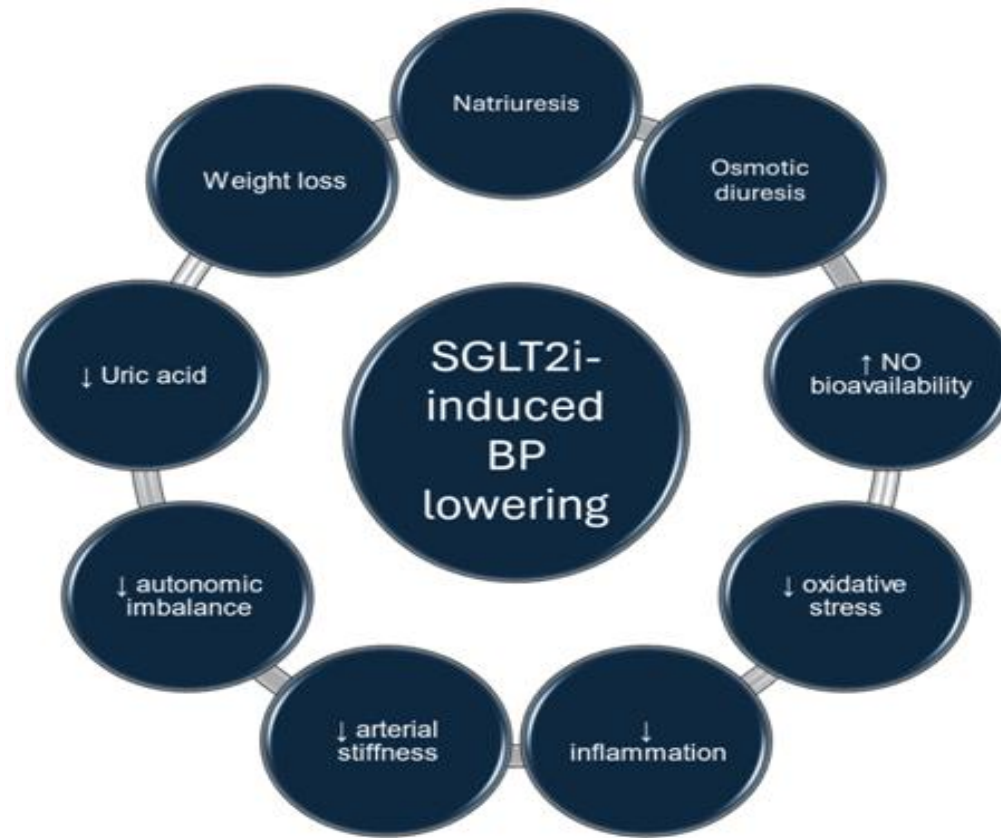 Natriuresis
Osmotic
diuresis
↑ NO
bioavailability
↓ oxidative
stress
↓
inflammation
↓ arterial
stiffness
↓ autonomic
imbalance
↓ Uric acid
Weight loss
SGLT2i-
induced
BP
lowering